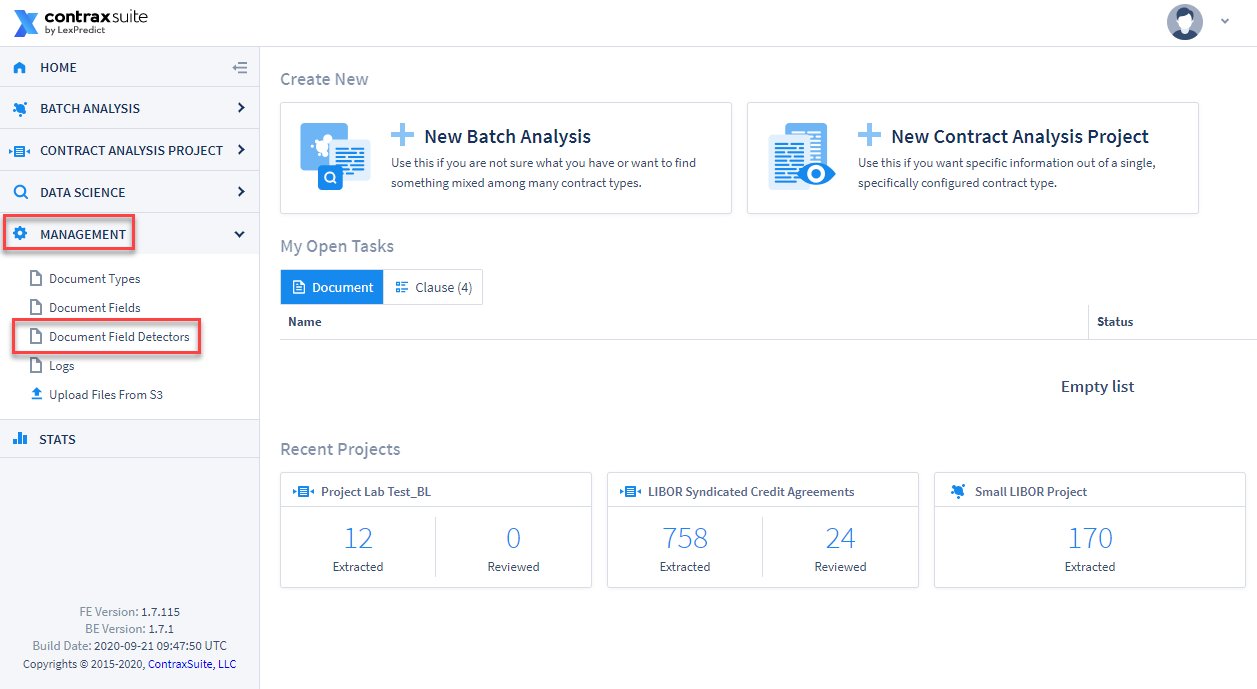 contraxsuite
by LexPredict
HOME
BATCH ANALYSIS
CONTRACT ANALYSIS PROJECT
DATA SCIENCE
MANAGEMENT
Document Types
Document Fields
Document Field Detectors
Logs
Upload Files From S3
STATS
FE Version: 1.7.115
BE Version: 1.7.1
Build Date: 2020-09-21 09:47:50 UTC
Copyrights © 2015-2020, ContraxSuite, LLC
Create New
New Batch Analysis
Use this if you are not sure what you have or want to find
something mixed among many contract types.
New Contract Analysis Project
Use this if you want specific information out of a single,
specifically configured contract type.
My Open Tasks
Document
Clause (4)
Name
Status
Empty list
Recent Projects
Project Lab Test_BL
12
Extracted
0
Reviewed
LIBOR Syndicated Credit Agreements
758
Extracted
24
Reviewed
Small LIBOR Project
170
Extracted